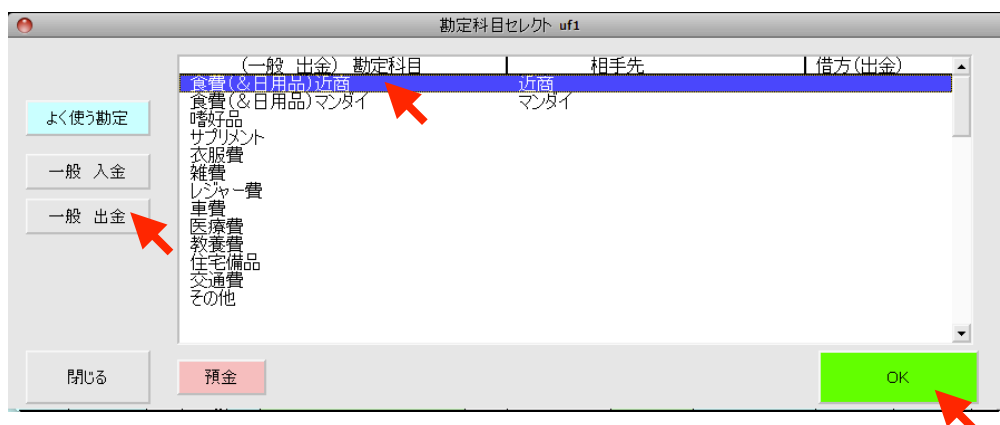 勘定科目セレクト uf1
(一般 出金) 勘定科目 相手先 借方(出金)
食費(&日用品)近商 近商
食費(&日用品)マンダイ マンダイ
嗜好品
サプリメント
衣服費
雑費
レジャー費
車費
医療費
教養費
住宅備品
交通費
その他
よく使う勘定
一般 入金
一般 出金
閉じる
預金
OK